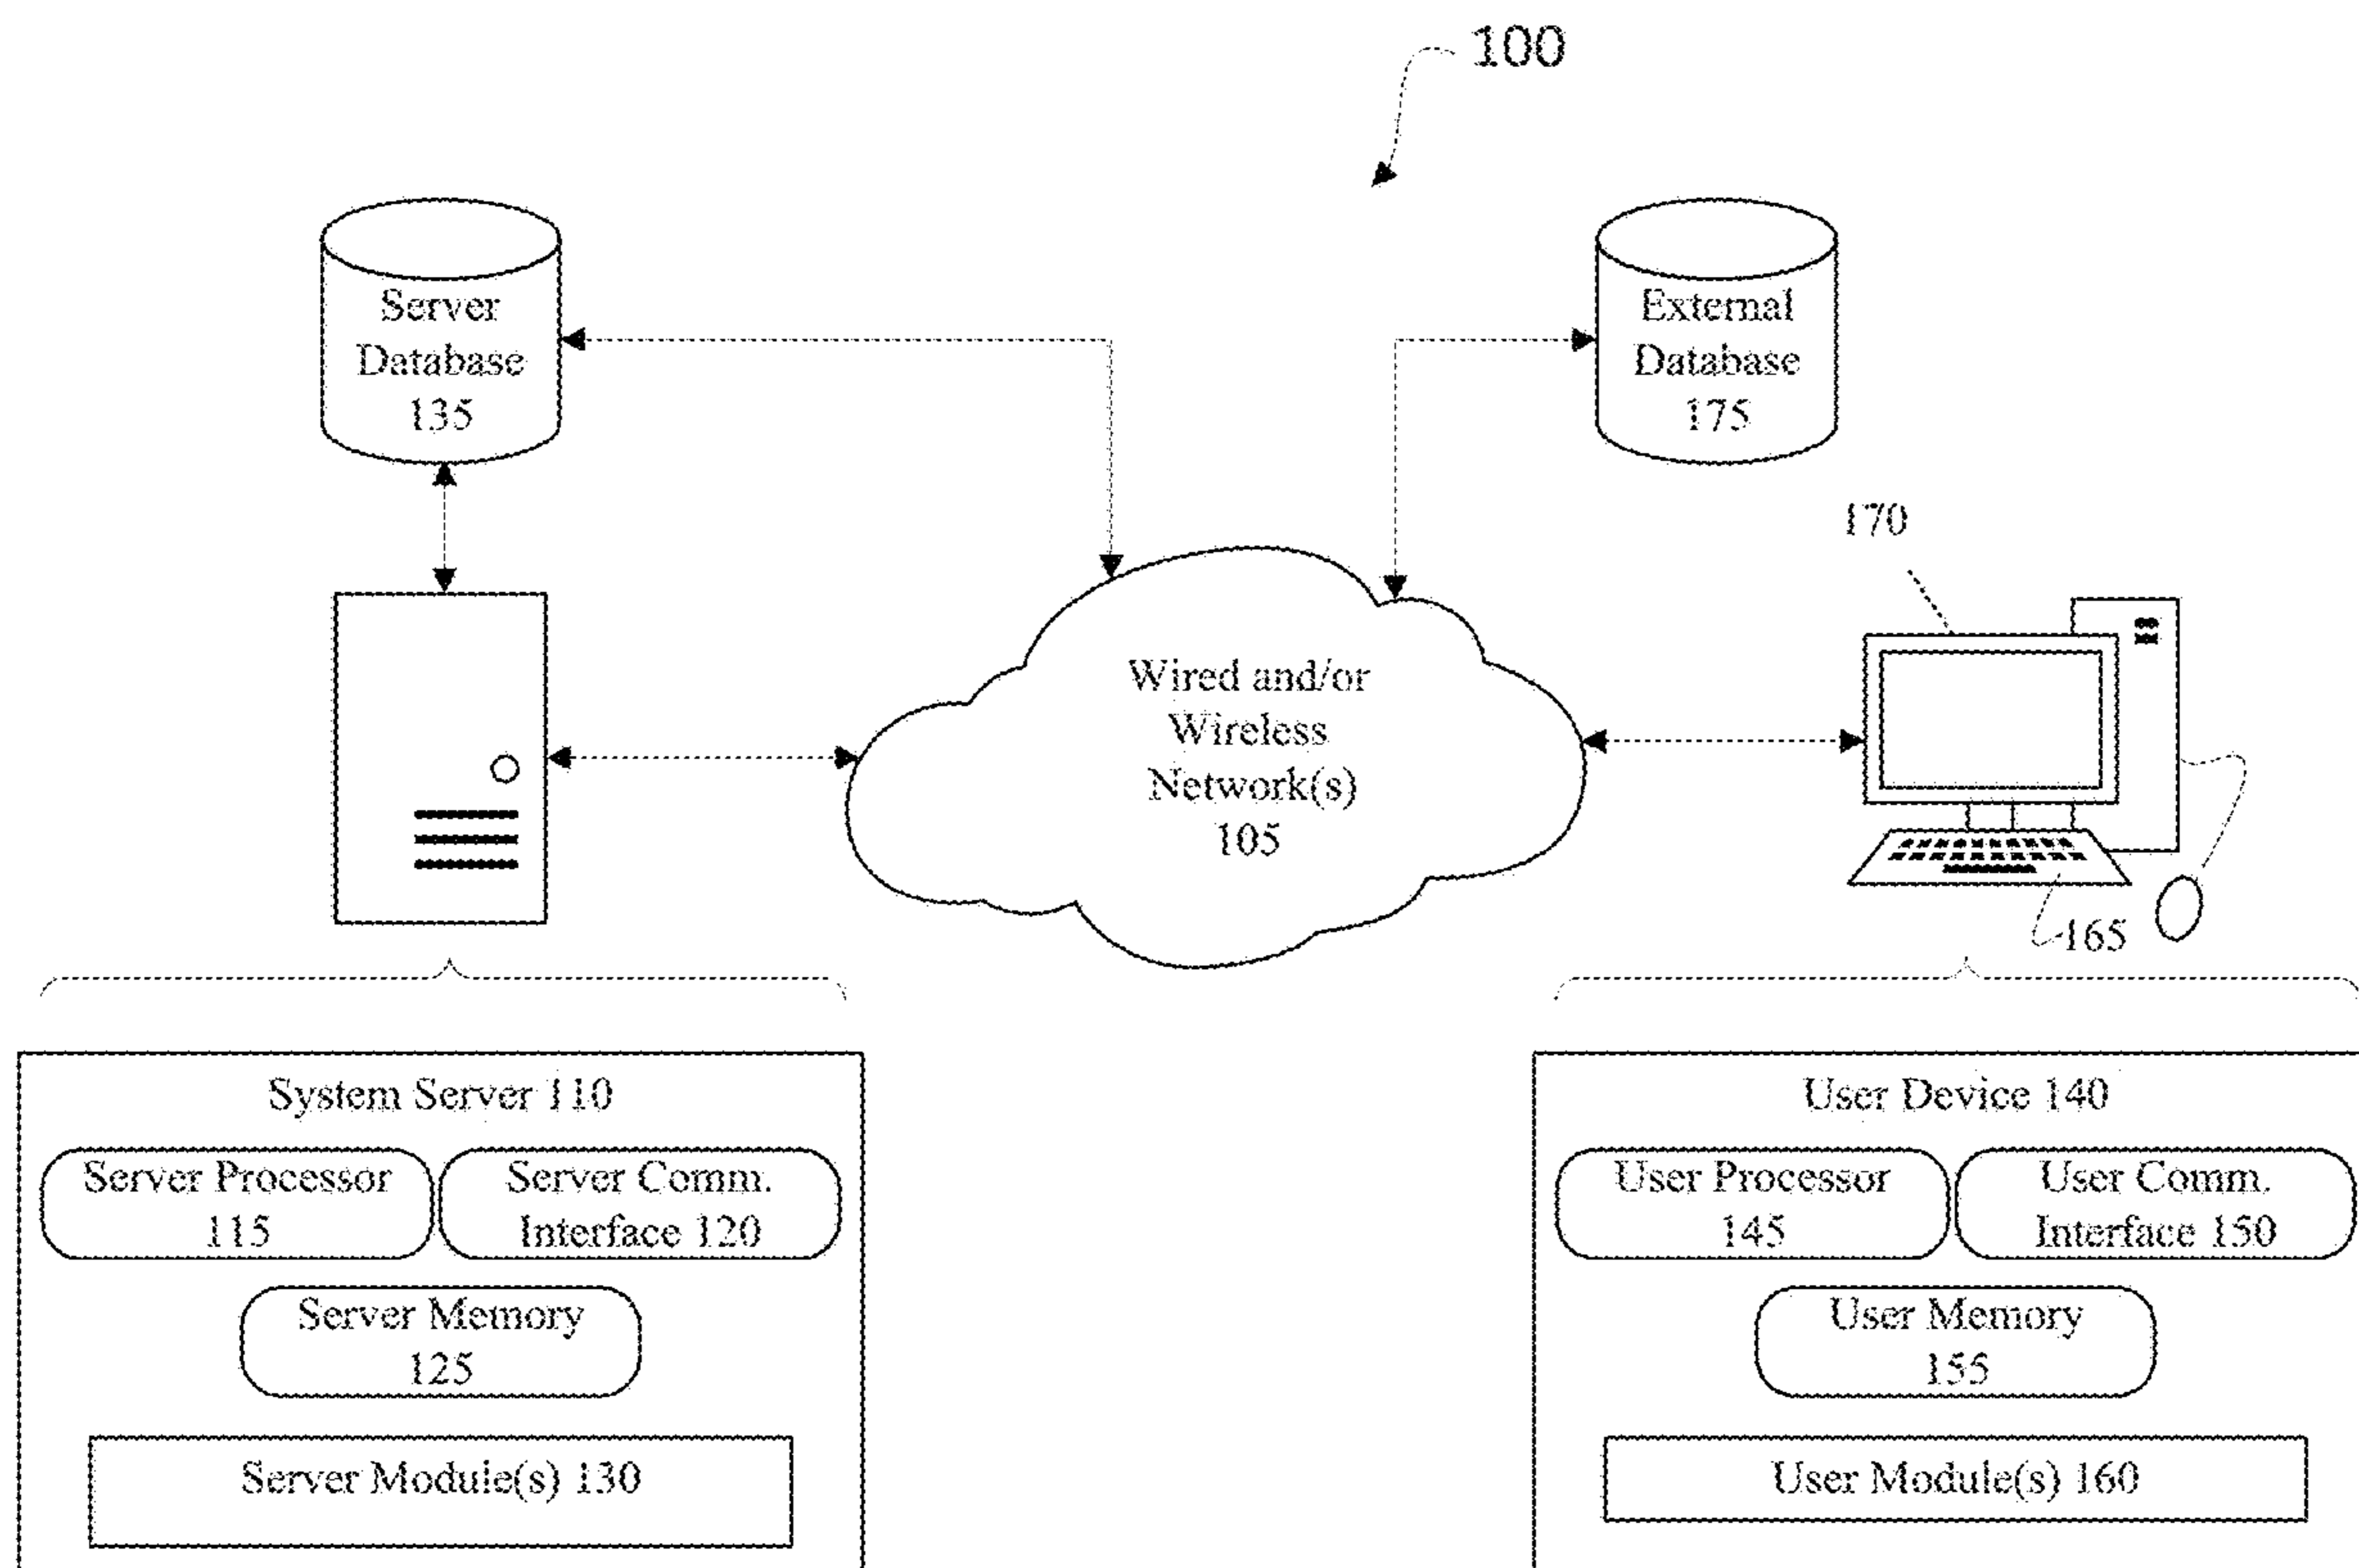 100
Server
Database
135
External
Database
175
170
Wired and/or
Wireless
Network(s)
105
165
System Server 110
Server Processor
115
Server Comm.
Interface 120
Server Memory
125
Server Module(s) 130
User Device 140
User Processor
145
User Comm.
Interface 150
User Memory
155
User Module(s) 160